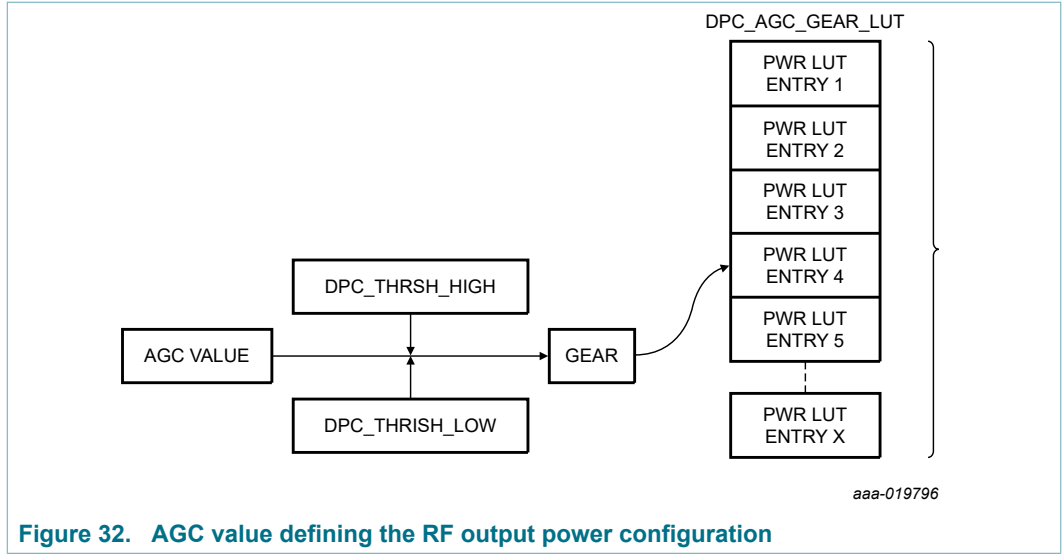 DPC_AGC_GEAR_LUT
PWR LUT
ENTRY 1
PWR LUT
ENTRY 2
PWR LUT
ENTRY 3
PWR LUT
ENTRY 4
PWR LUT
ENTRY 5
PWR LUT
ENTRY X
DPC_THRSH_HIGH
AGC VALUE
GEAR
DPC_THRISH_LOW
aaa-019796
Figure 32. AGC value defining the RF output power configuration